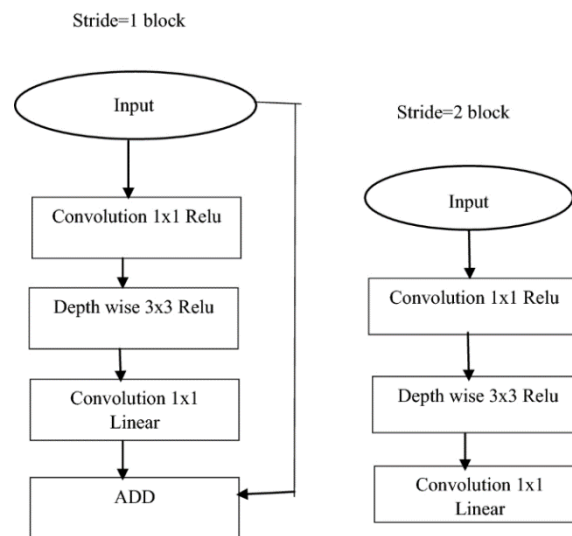 Stride=1 block
Input
Convolution 1x1 Relu
Depth wise 3x3 Relu
Convolution 1x1
Linear
ADD
Stride=2 block
Input
Convolution 1x1 Relu
Depth wise 3x3 Relu
Convolution 1x1
Linear